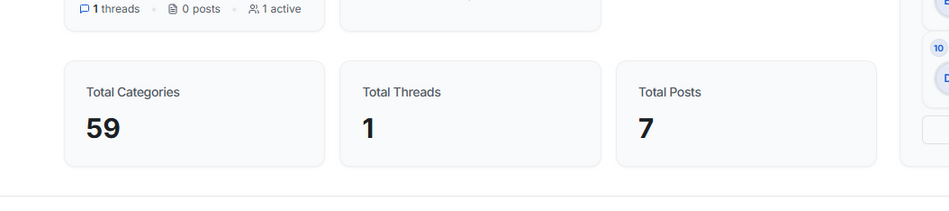 1 threads • 0 posts • 1 active
10
Total Categories
Total Threads
Total Posts
59
1
7